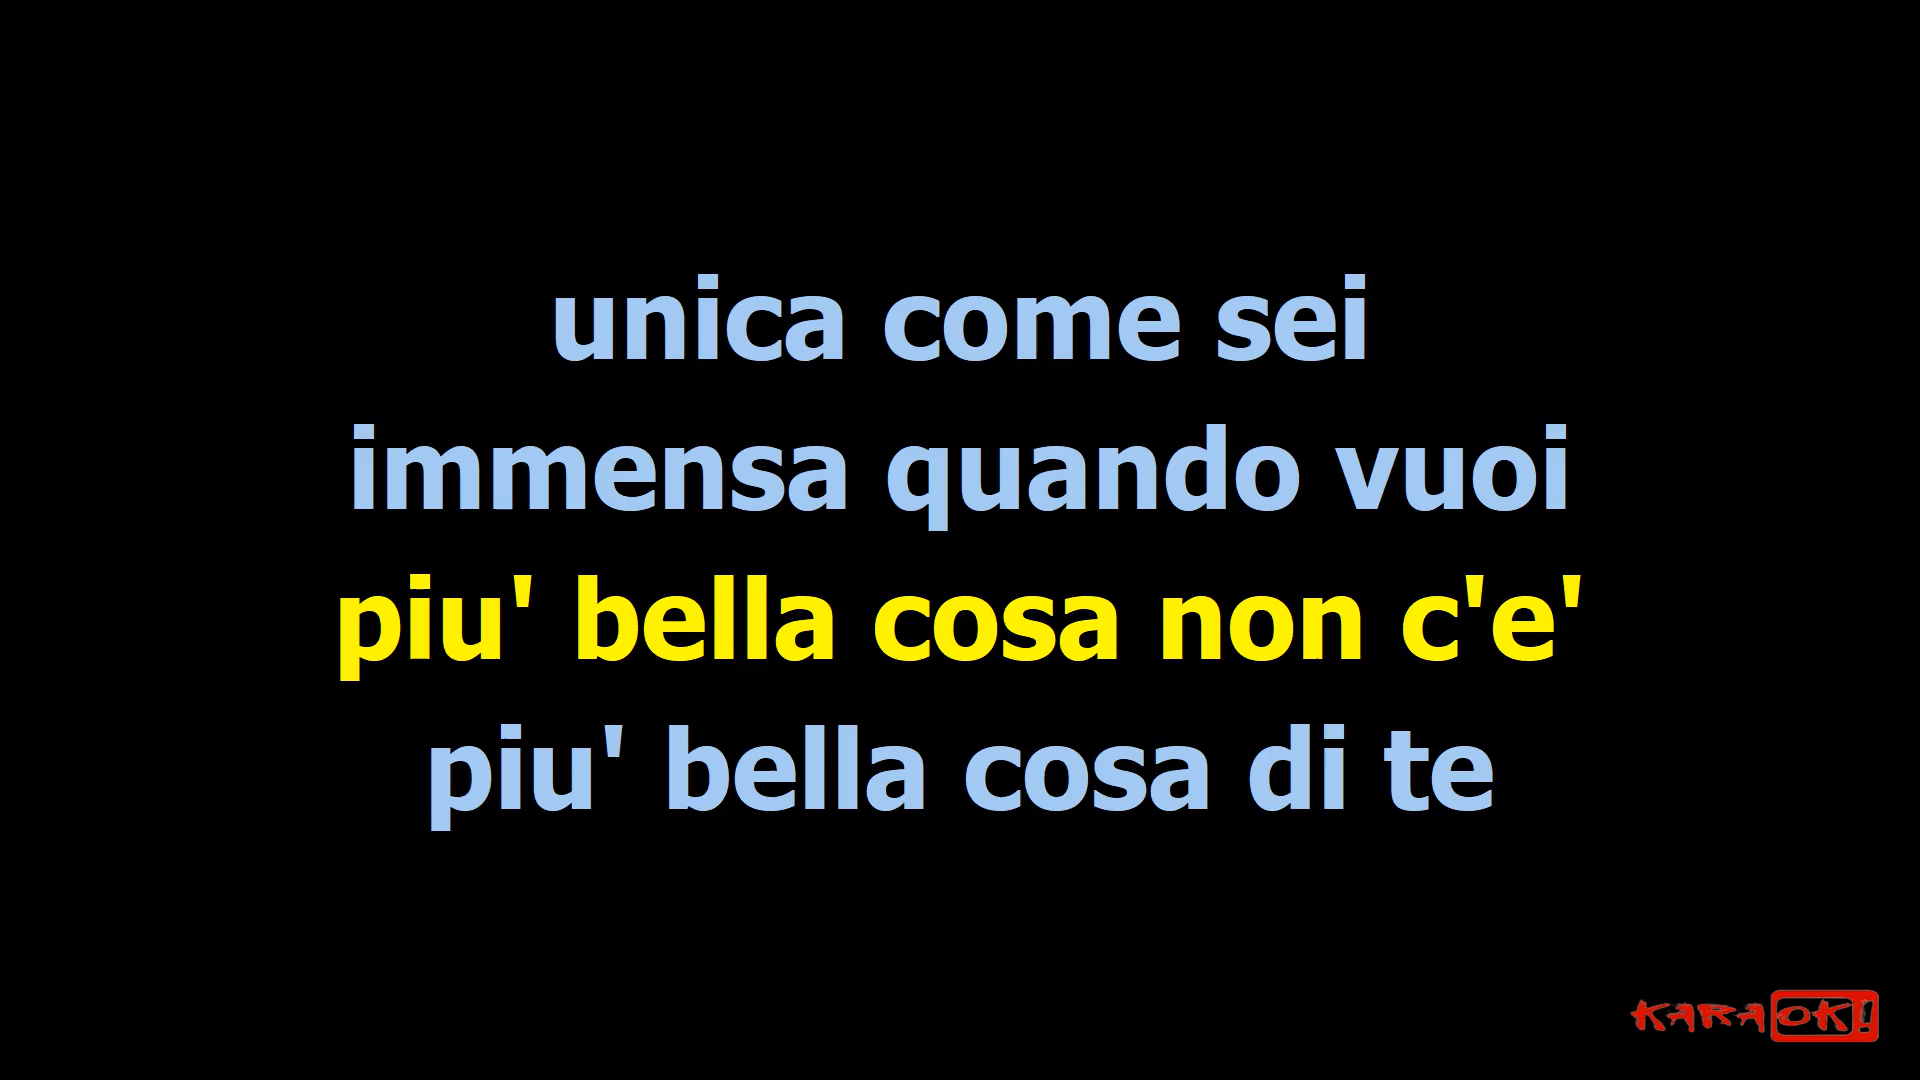 unica come sei
immensa quando vuoi
piu' bella cosa non c'e'
piu' bella cosa di te
KARAOK!